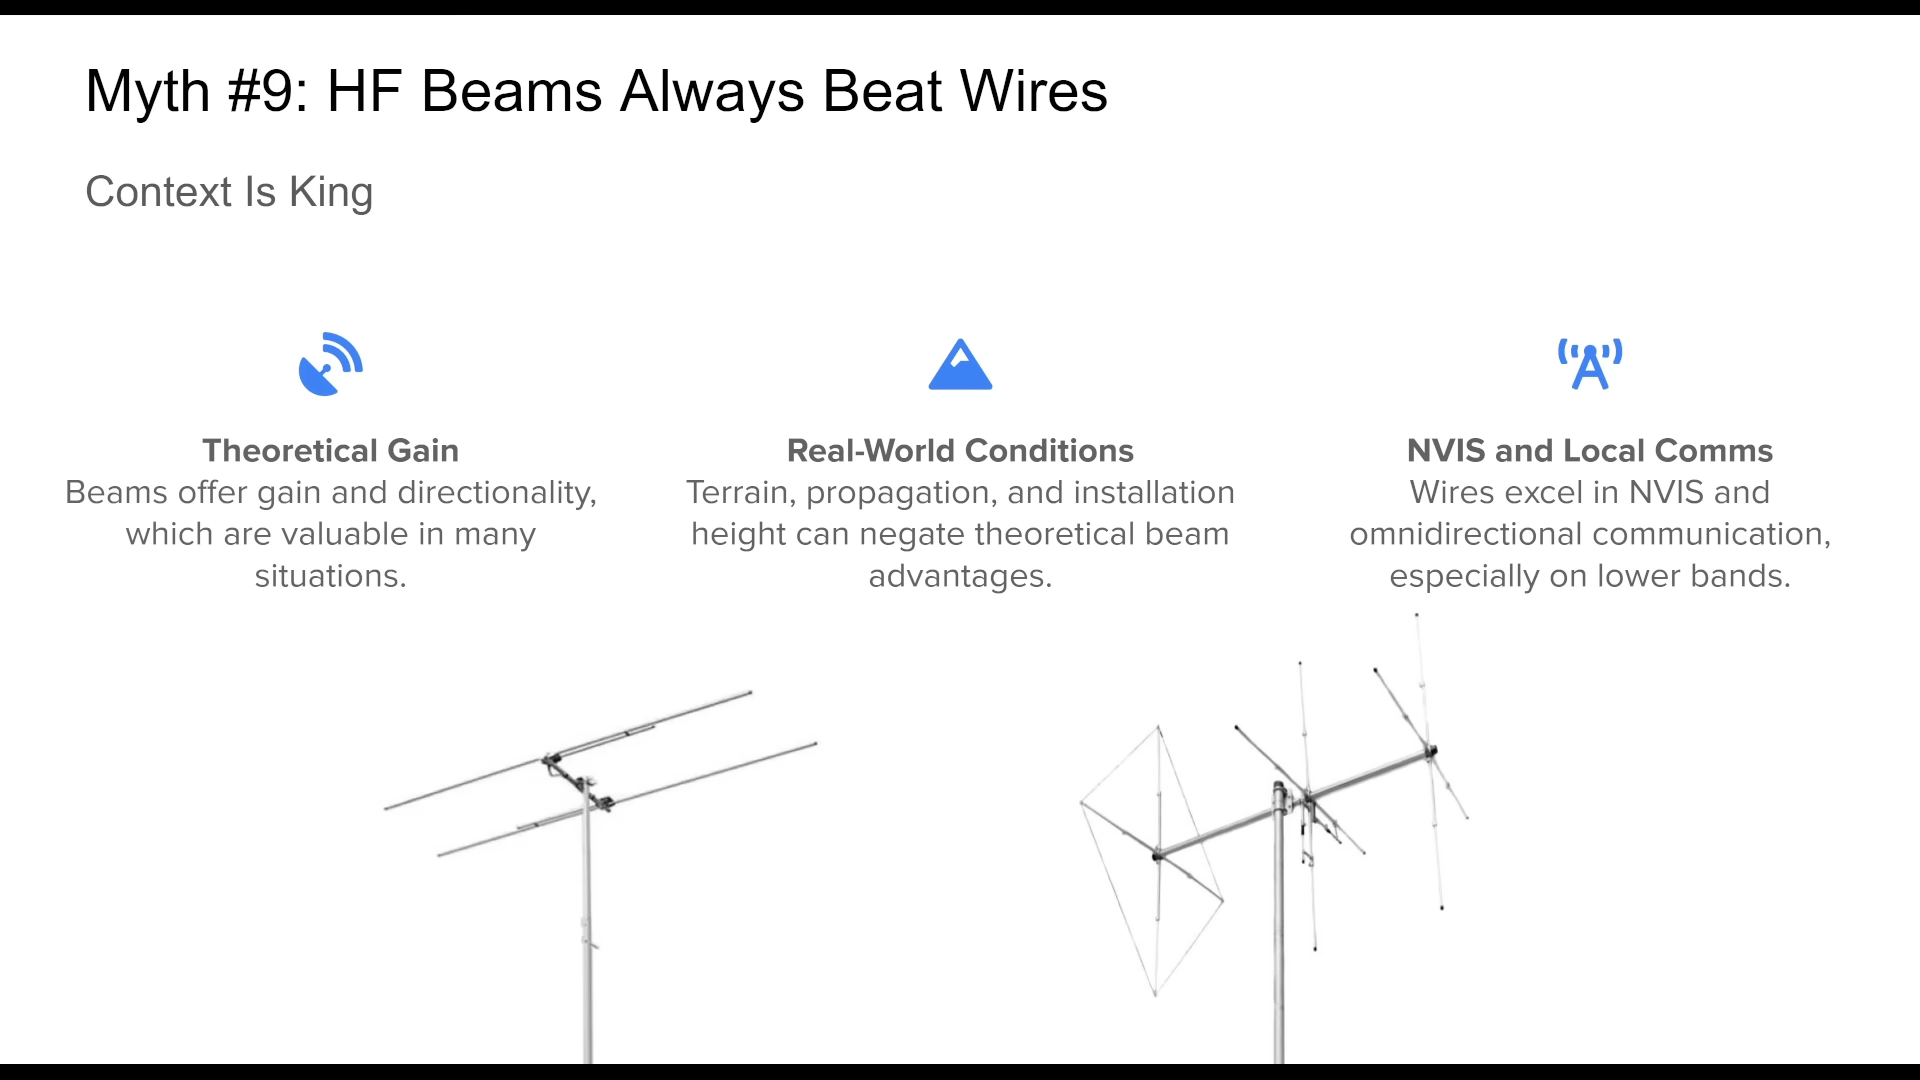 Myth #9: HF Beams Always Beat Wires
Context Is King
Theoretical Gain
Beams offer gain and directionality,
which are valuable in many
situations.
Real-World Conditions
Terrain, propagation, and installation
height can negate theoretical beam
advantages.
NVIS and Local Comms
Wires excel in NVIS and
omnidirectional communication,
especially on lower bands.